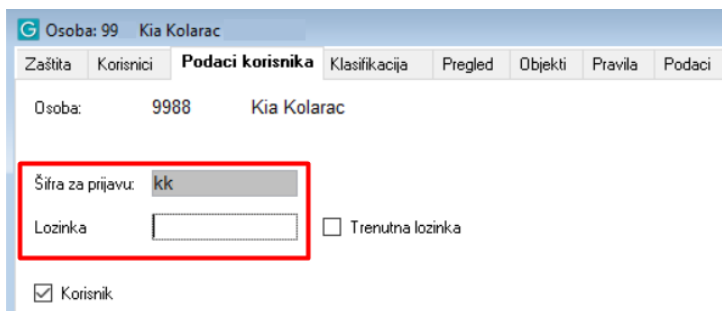 G Osoba: 99 Kia Kolarac
Zaštita Korisnici Podaci korisnika Klasifikacija Pregled Objekti Pravila Podaci
Osoba: 9988 Kia Kolarac
Šifra za prijavu: kk
Lozinka Trenutna lozinka
Korisnik